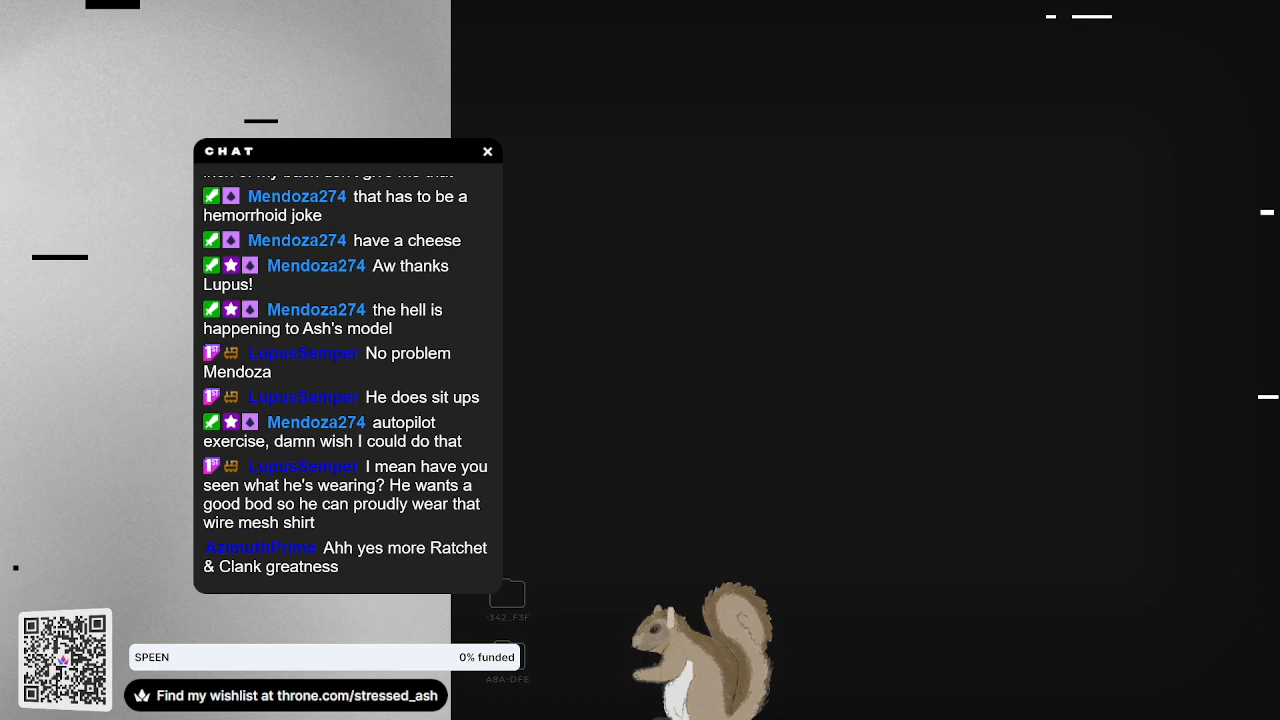 CHAT
Mendoza274 that has to be a
hemorrhoid joke
Mendoza274 have a cheese
Mendoza274 Aw thanks
Lupus!
Mendoza274 the hell is
happening to Ash's model
LupusSemper No problem
Mendoza
LupusSemper He does sit ups
Mendoza274 autopilot
exercise, damn wish I could do that
LupusSemper I mean have you
seen what he's wearing? He wants a
good bod so he can proudly wear that
wire mesh shirt
AzimuthPrime Ahh yes more Ratchet
& Clank greatness
-342_F3F
SPEEN 0% funded
A8A-DFE
Find my wishlist at throne.com/stressed_ash